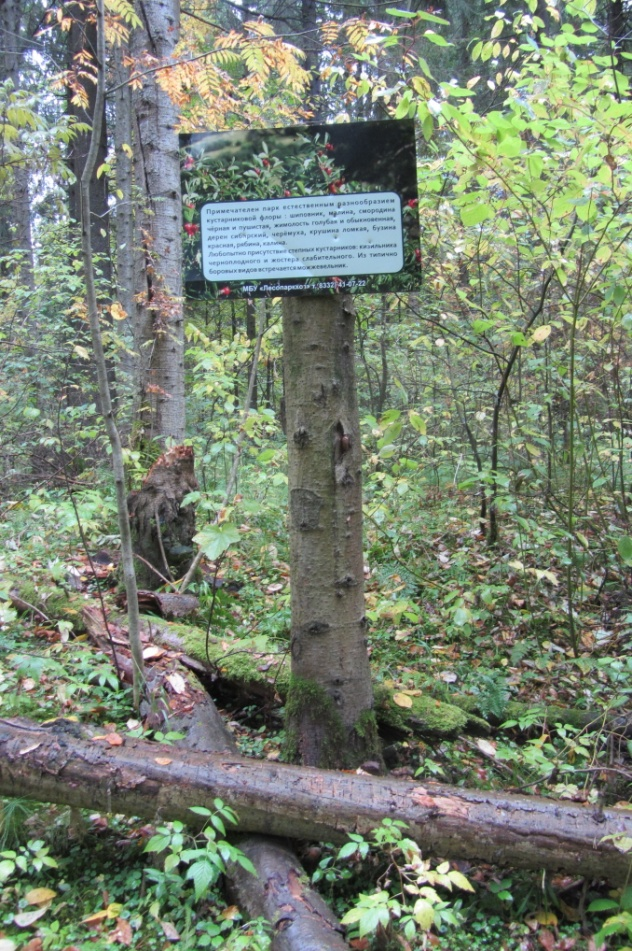 Примечателен парк естественным разнообразием
кустарниковой флоры : шиповник, малина, смородина
чёрная и пушистая, жимолость голубая и обыкновенная,
дерен сибирский, черёмуха, крушина ломкая, бузина
красная, рябина, калина.
Любопытно присутствие степных кустарников: кизильника
черноплодного и жостера слабительного. Из типично
боровых видов встречается можжевельник.
МБУ «Лесопаркхоз» т.(8332)41-07-22